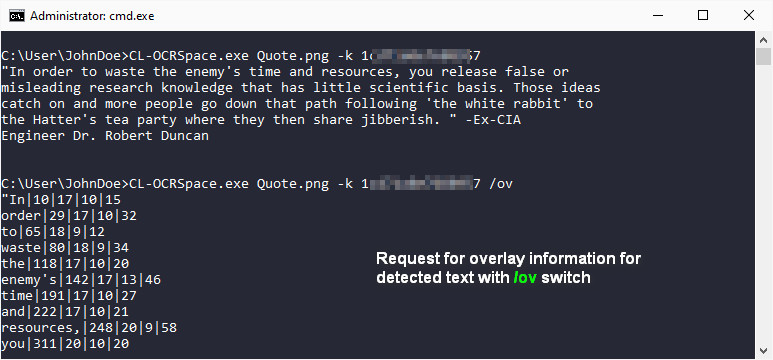 Administrator: cmd.exe
C:\User\JohnDoe>CL-OCRSpace.exe Quote.png -k
"In order to waste the enemy's time and resources, you release false or
misleading research knowledge that has little scientific basis. Those ideas
catch on and more people go down that path following 'the white rabbit' to
the Hatter's tea party where they then share jibberish. " -Ex-CIA
Engineer Dr. Robert Duncan
C:\User\JohnDoe>CL-OCRSpace.exe Quote.png -k /ov
"In|10|17|10|15
order|29|17|10|32
to|65|18|9|12
waste|80|18|9|34
the|118|17|10|20
enemy's|142|17|13|46
time|191|17|10|27
and|222|17|10|21
resources,|248|20|9|58
you|311|20|10|20
Request for overlay information for
detected text with /ov switch